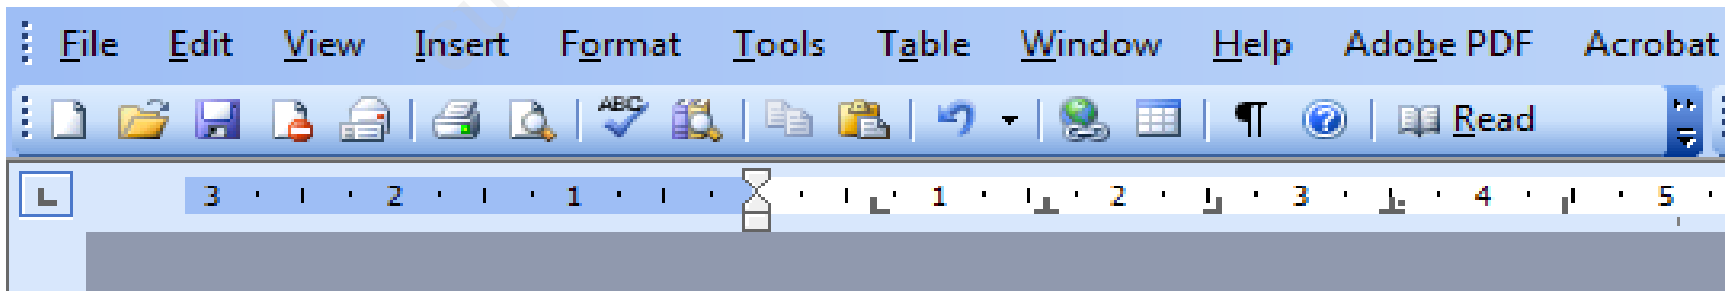 File Edit View Insert Format Tools Table Window Help Adobe PDF Acrobat
ABC ¶ ? Read
3 2 1 1 2 3 4 5